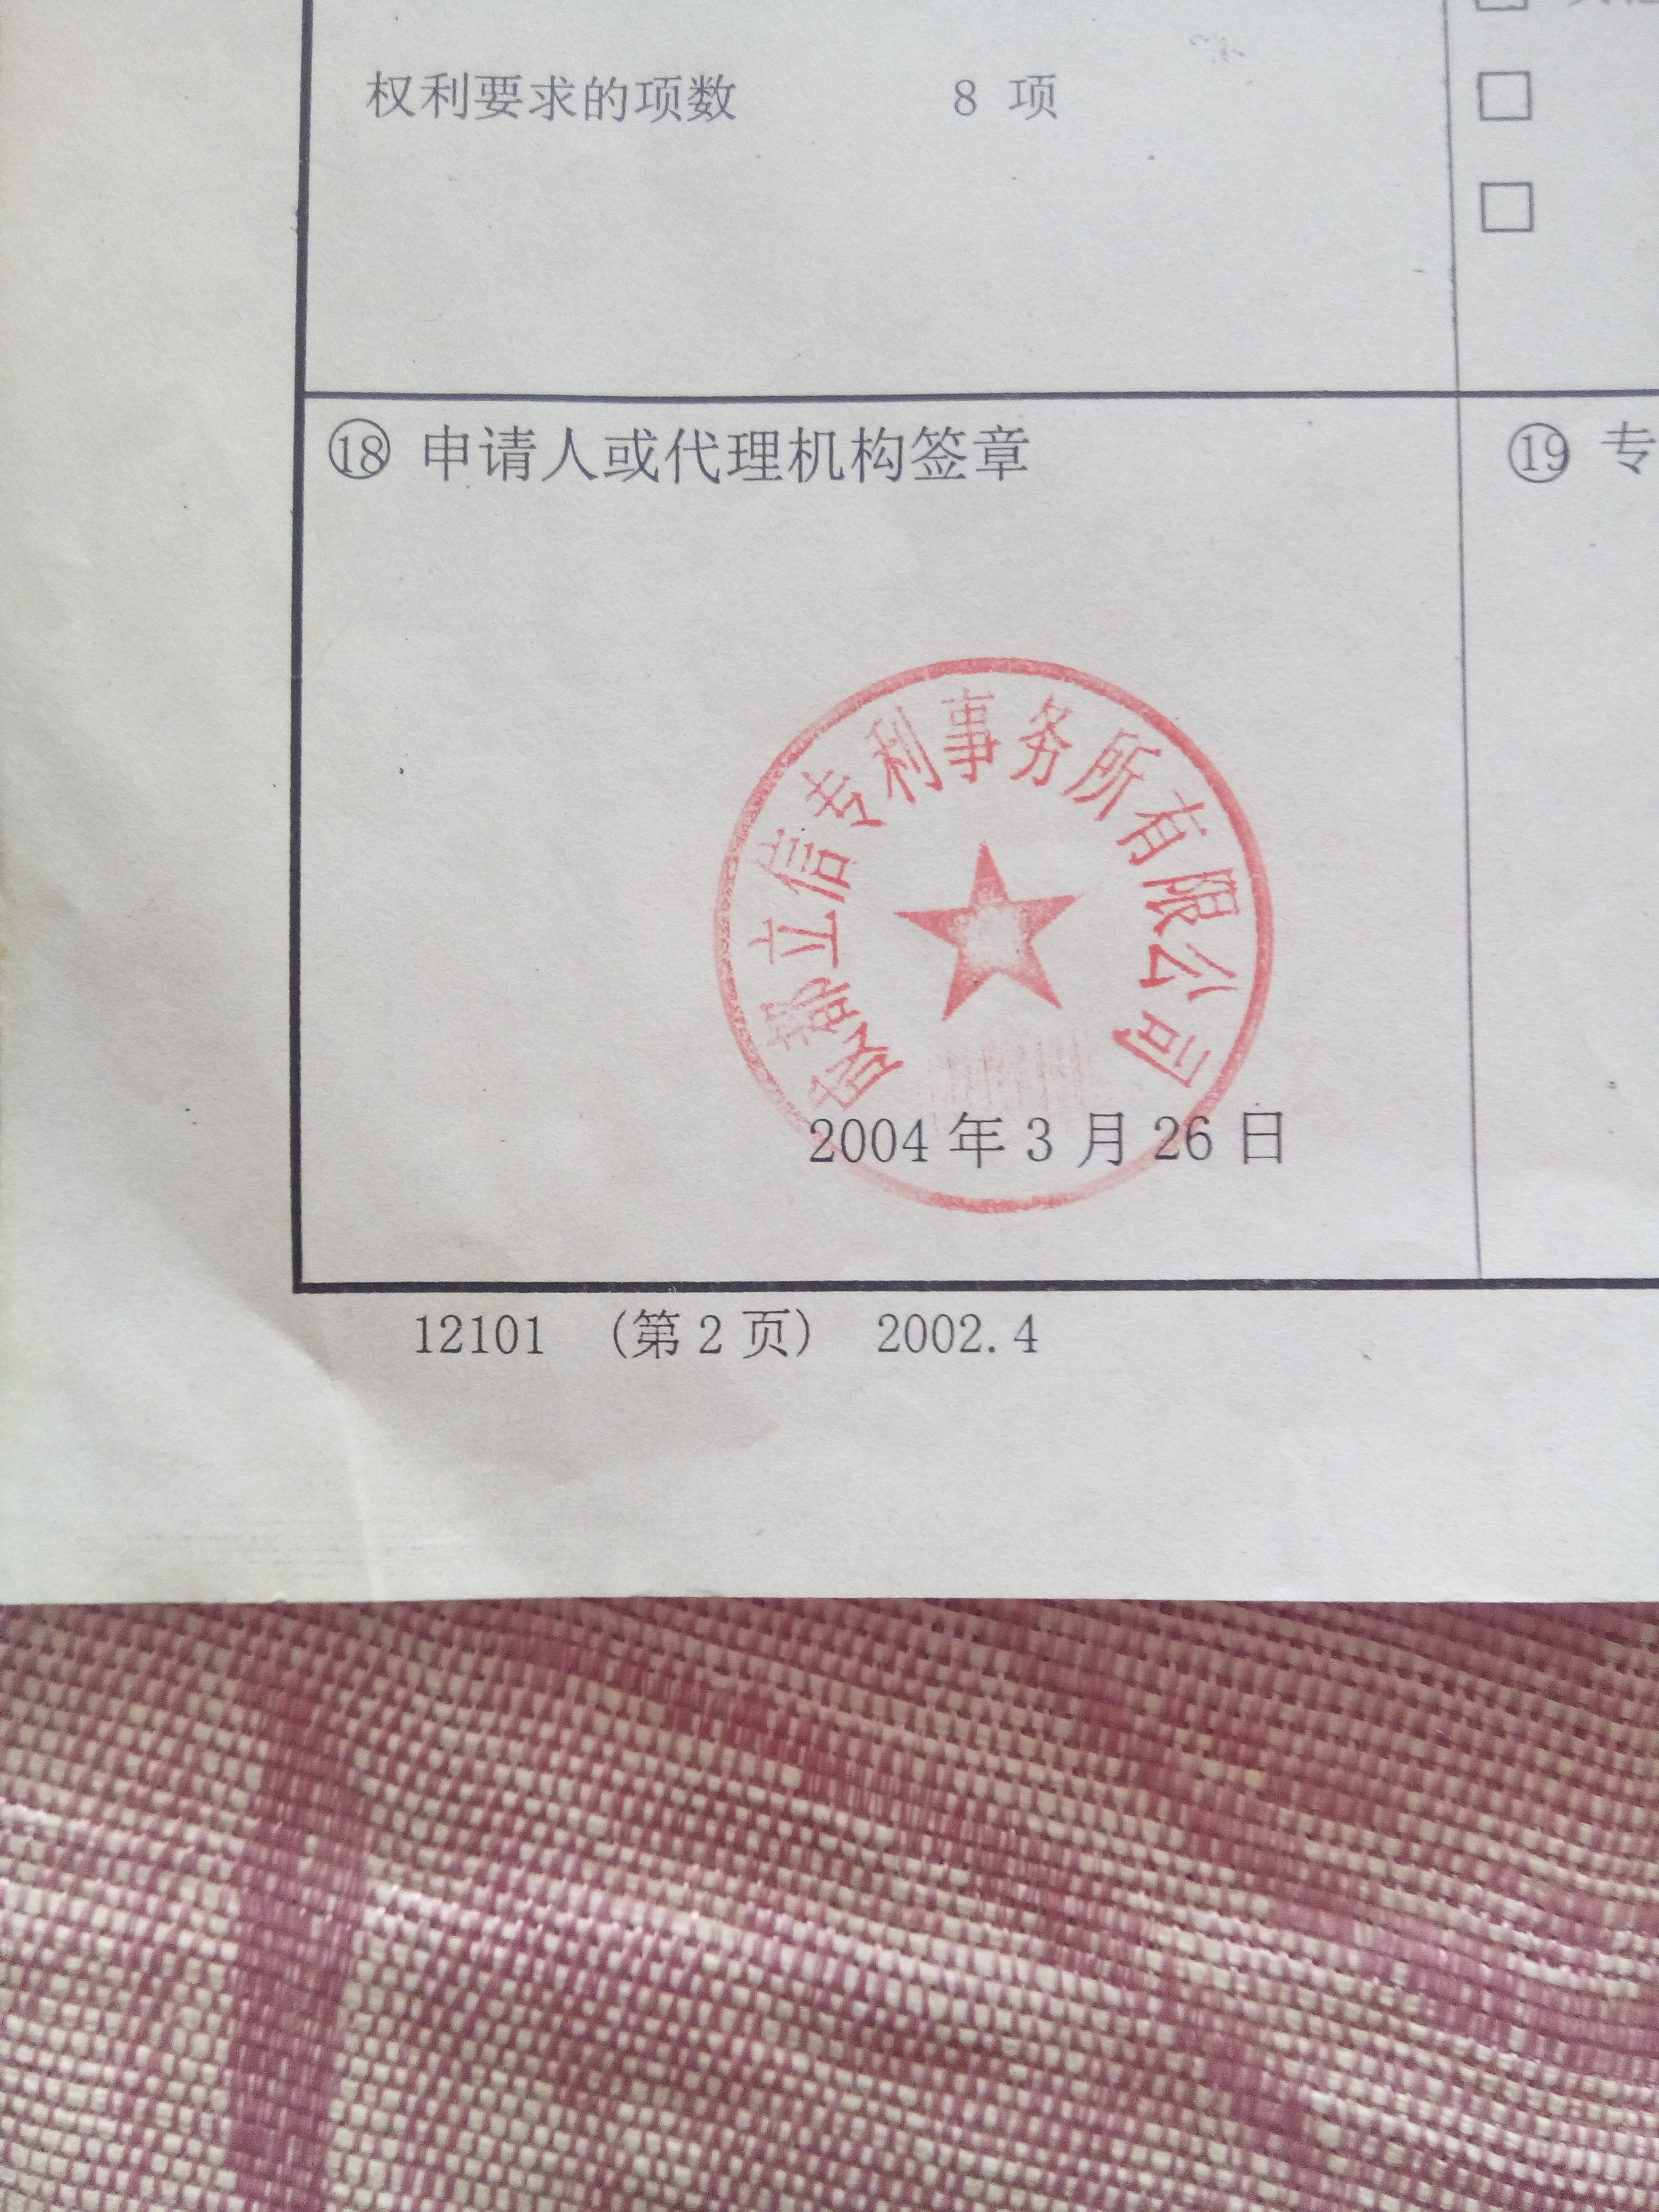 权利要求的项数 8 项
⑱ 申请人或代理机构签章
⑲ 专
立信专利事务所有限公司
2004 年 3 月 26 日
12101 (第 2 页) 2002.4